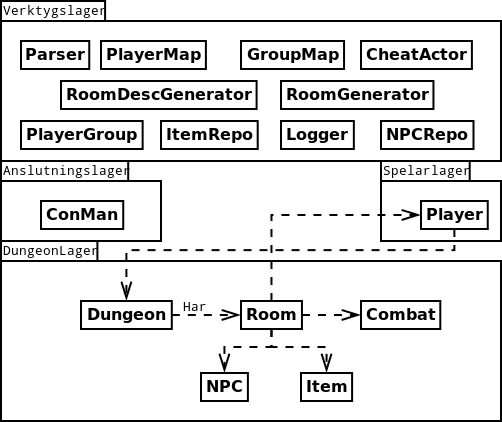 Verktygslager
Parser PlayerMap GroupMap CheatActor
RoomDescGenerator RoomGenerator
PlayerGroup ItemRepo Logger NPCRepo
Anslutningslager Spelarlager
ConMan Player
DungeonLager
Har
Dungeon Room Combat
NPC Item